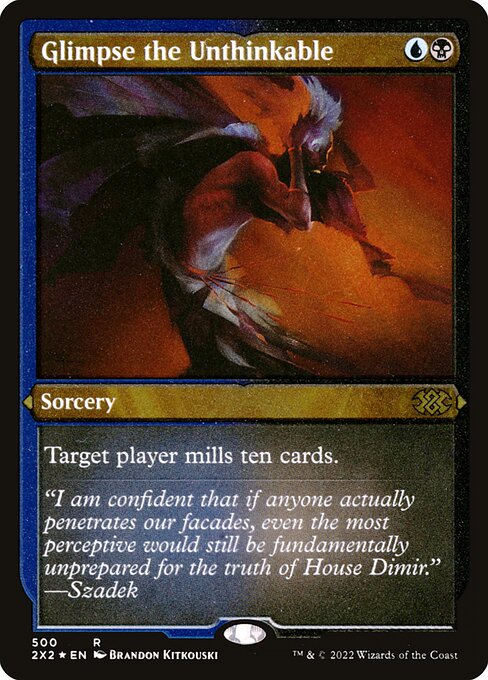 Glimpse the Unthinkable
Sorcery
Target player mills ten cards.
“I am confident that if anyone actually
penetrates our facades, even the most
perceptive would still be fundamentally
unprepared for the truth of House Dimir.”
—Szadek
500 R
2X2 ★ EN Brandon Kitkouski
™ & © 2022 Wizards of the Coast